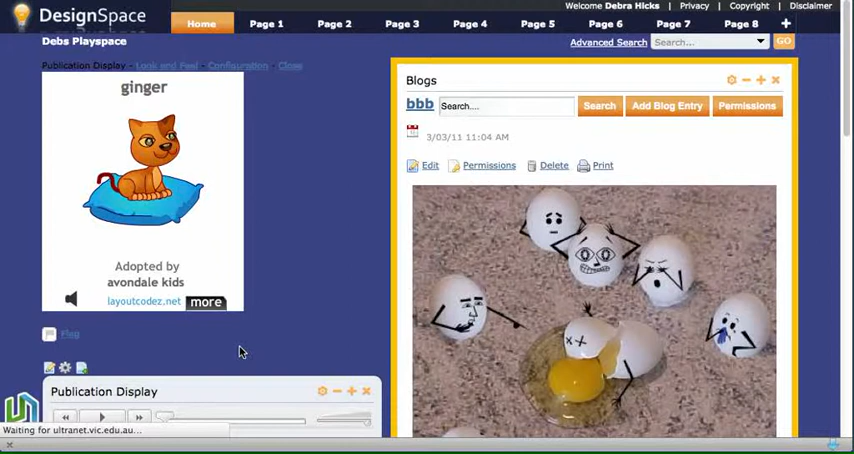 Welcome Debra Hicks | Privacy | Copyright | Disclaimer
DesignSpace
Home Page 1 Page 2 Page 3 Page 4 Page 5 Page 6 Page 7 Page 8 +
Debs Playspace
Advanced Search Search... GO
Publication Display - Look and Feel - Configuration - Close
ginger
Adopted by
avondale kids
layoutcodez.net more
Flag
Publication Display
Waiting for ultranet.vic.edu.au...
Blogs
bbb Search.... Search Add Blog Entry Permissions
3/03/11 11:04 AM
Edit Permissions Delete Print